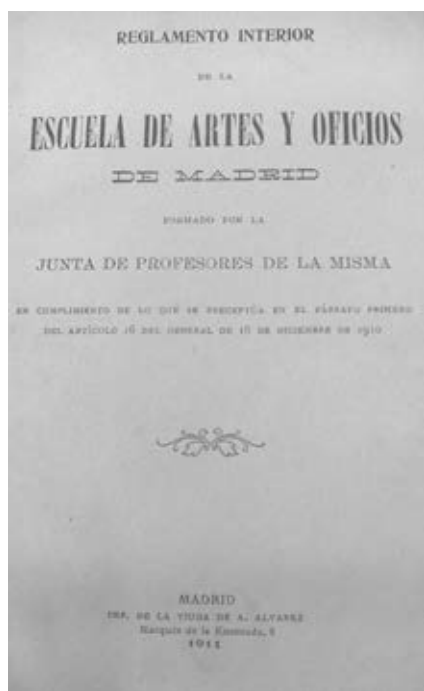 REGLAMENTO INTERIOR
DE LA
ESCUELA DE ARTES Y OFICIOS
DE MADRID
FORMADO POR LA
JUNTA DE PROFESORES DE LA MISMA
EN CUMPLIMIENTO DE LO QUE SE PRECEPTÚA EN EL PÁRRAFO PRIMERO
DEL ARTÍCULO 16 DEL GENERAL DE 16 DE DICIEMBRE DE 1910
MADRID
IMP. DE LA VIUDA DE A. ALVAREZ
Marqués de la Ensenada, 8
1911